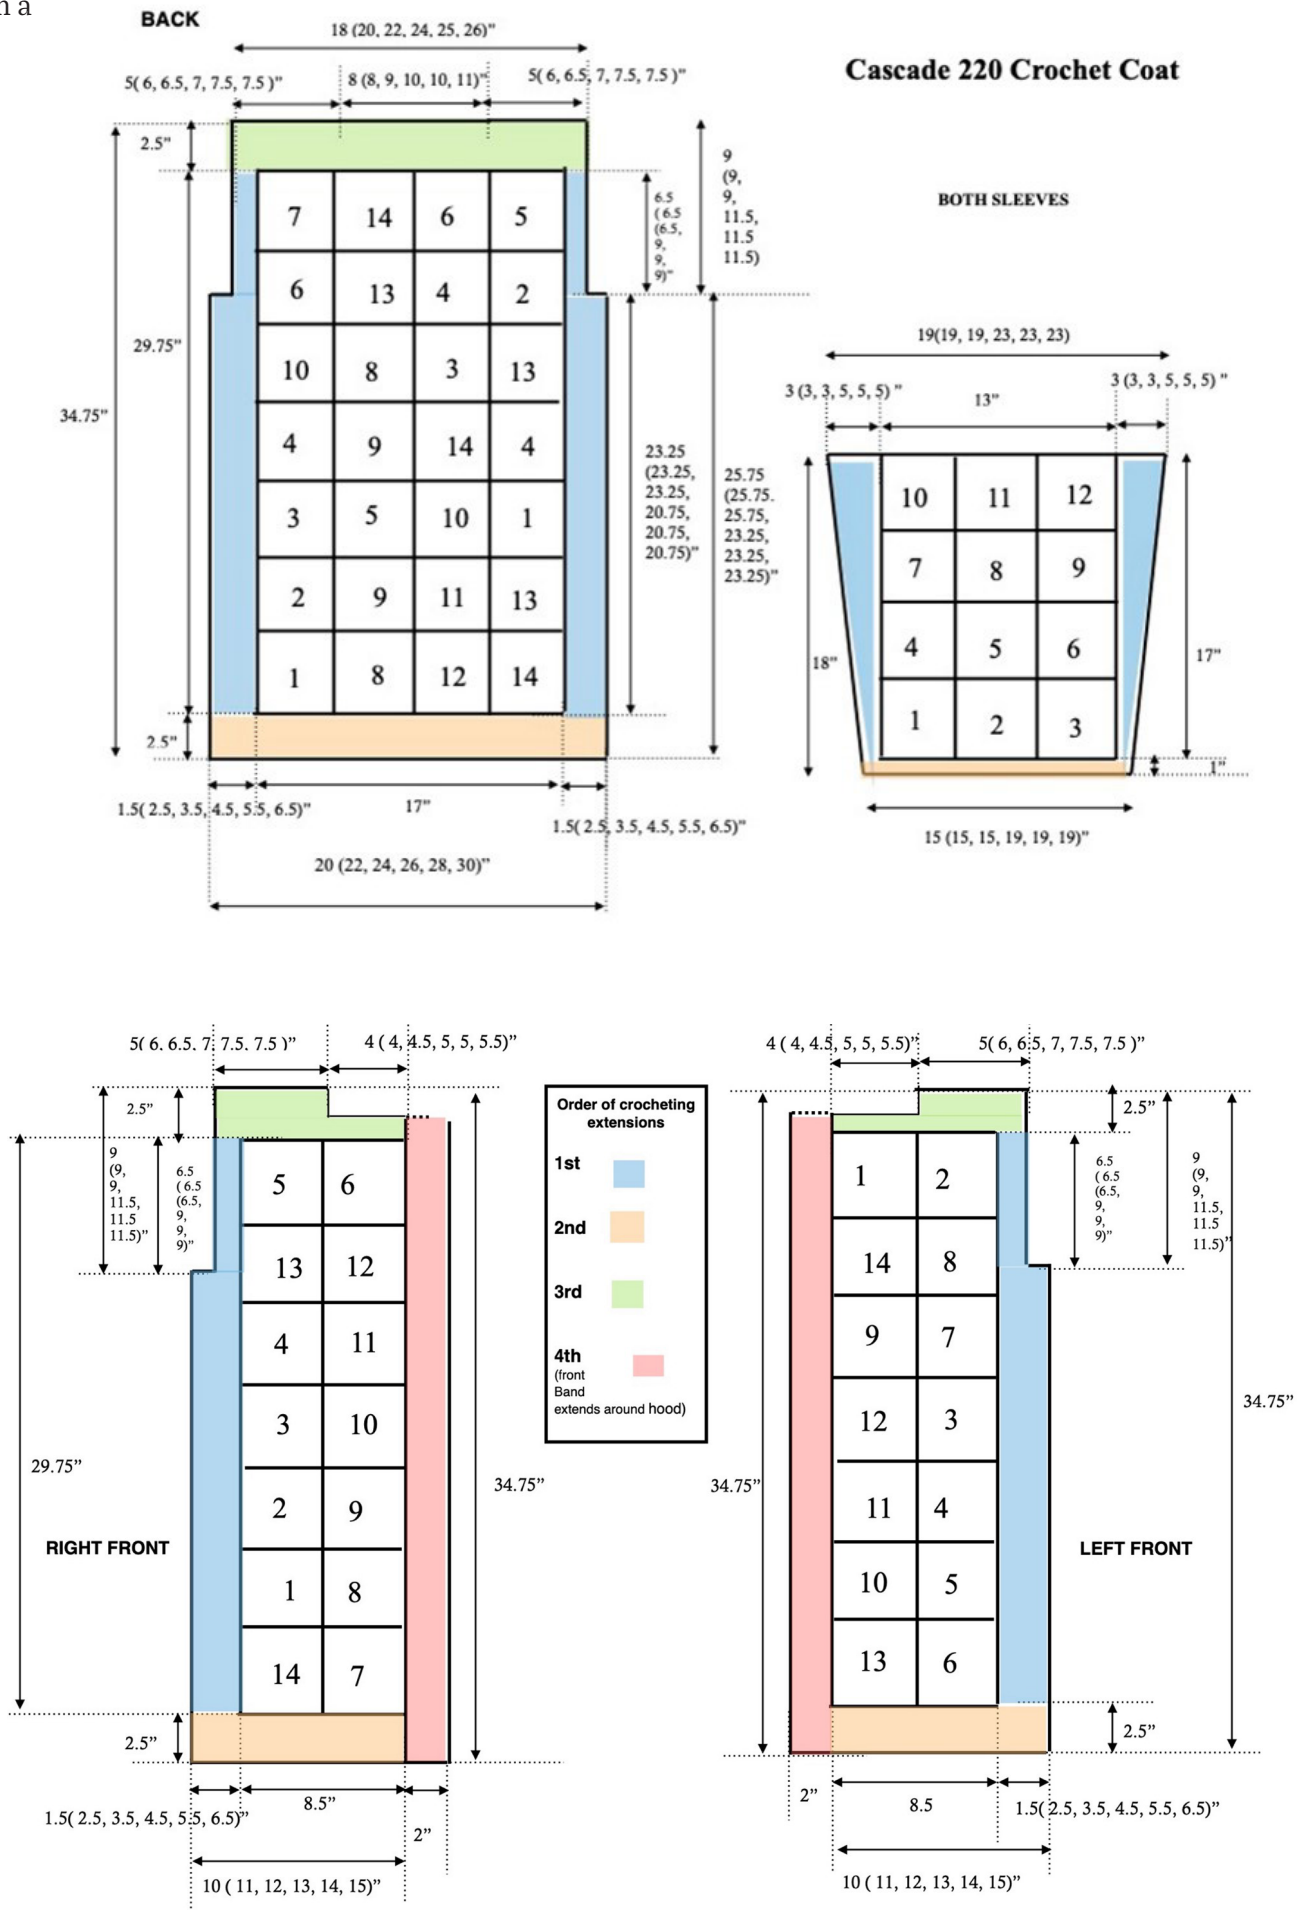 n a
BACK
18 (20, 22, 24, 25, 26)”
5( 6, 6.5, 7, 7.5, 7.5 )”
8 (8, 9, 10, 10, 11)”
5( 6, 6.5, 7, 7.5, 7.5 )”
Cascade 220 Crochet Coat
2.5”
9
(9,
9,
11.5,
11.5
11.5)
6.5
( 6.5
(6.5,
9,
9,
9)”
BOTH SLEEVES
7 14 6 5
6 13 4 2
29.75”
10 8 3 13
34.75”
4 9 14 4
3 5 10 1
2 9 11 13
1 8 12 14
23.25
(23.25,
23.25,
20.75,
20.75,
20.75)”
25.75
(25.75.
25.75,
23.25,
23.25,
23.25)”
2.5”
1.5( 2.5, 3.5, 4.5, 5.5, 6.5)”
17”
1.5( 2.5, 3.5, 4.5, 5.5, 6.5)”
20 (22, 24, 26, 28, 30)”
19(19, 19, 23, 23, 23)
3 (3, 3, 5, 5, 5) ”
13”
3 (3, 3, 5, 5, 5) ”
10 11 12
7 8 9
4 5 6
1 2 3
18”
17”
1”
15 (15, 15, 19, 19, 19)”
5( 6. 6.5. 7. 7.5. 7.5 )”
4 ( 4, 4.5, 5, 5, 5.5)”
2.5”
9
(9,
9,
11.5,
11.5
11.5)”
6.5
( 6.5
(6.5,
9,
9,
9)”
5 6
13 12
4 11
3 10
2 9
1 8
14 7
29.75”
34.75”
RIGHT FRONT
2.5”
1.5( 2.5, 3.5, 4.5, 5.5, 6.5)”
8.5”
2”
10 ( 11, 12, 13, 14, 15)”
Order of crocheting
extensions
1st
2nd
3rd
4th
(front
Band
extends around hood)
4 ( 4, 4.5, 5, 5, 5.5)”
5( 6, 6.5, 7, 7.5, 7.5 )”
2.5”
6.5
( 6.5
(6.5,
9,
9,
9)”
9
(9,
9,
11.5,
11.5
11.5)”
1 2
14 8
9 7
12 3
11 4
10 5
13 6
34.75”
34.75”
LEFT FRONT
2.5”
2”
8.5
1.5( 2.5, 3.5, 4.5, 5.5, 6.5)”
10 ( 11, 12, 13, 14, 15)”